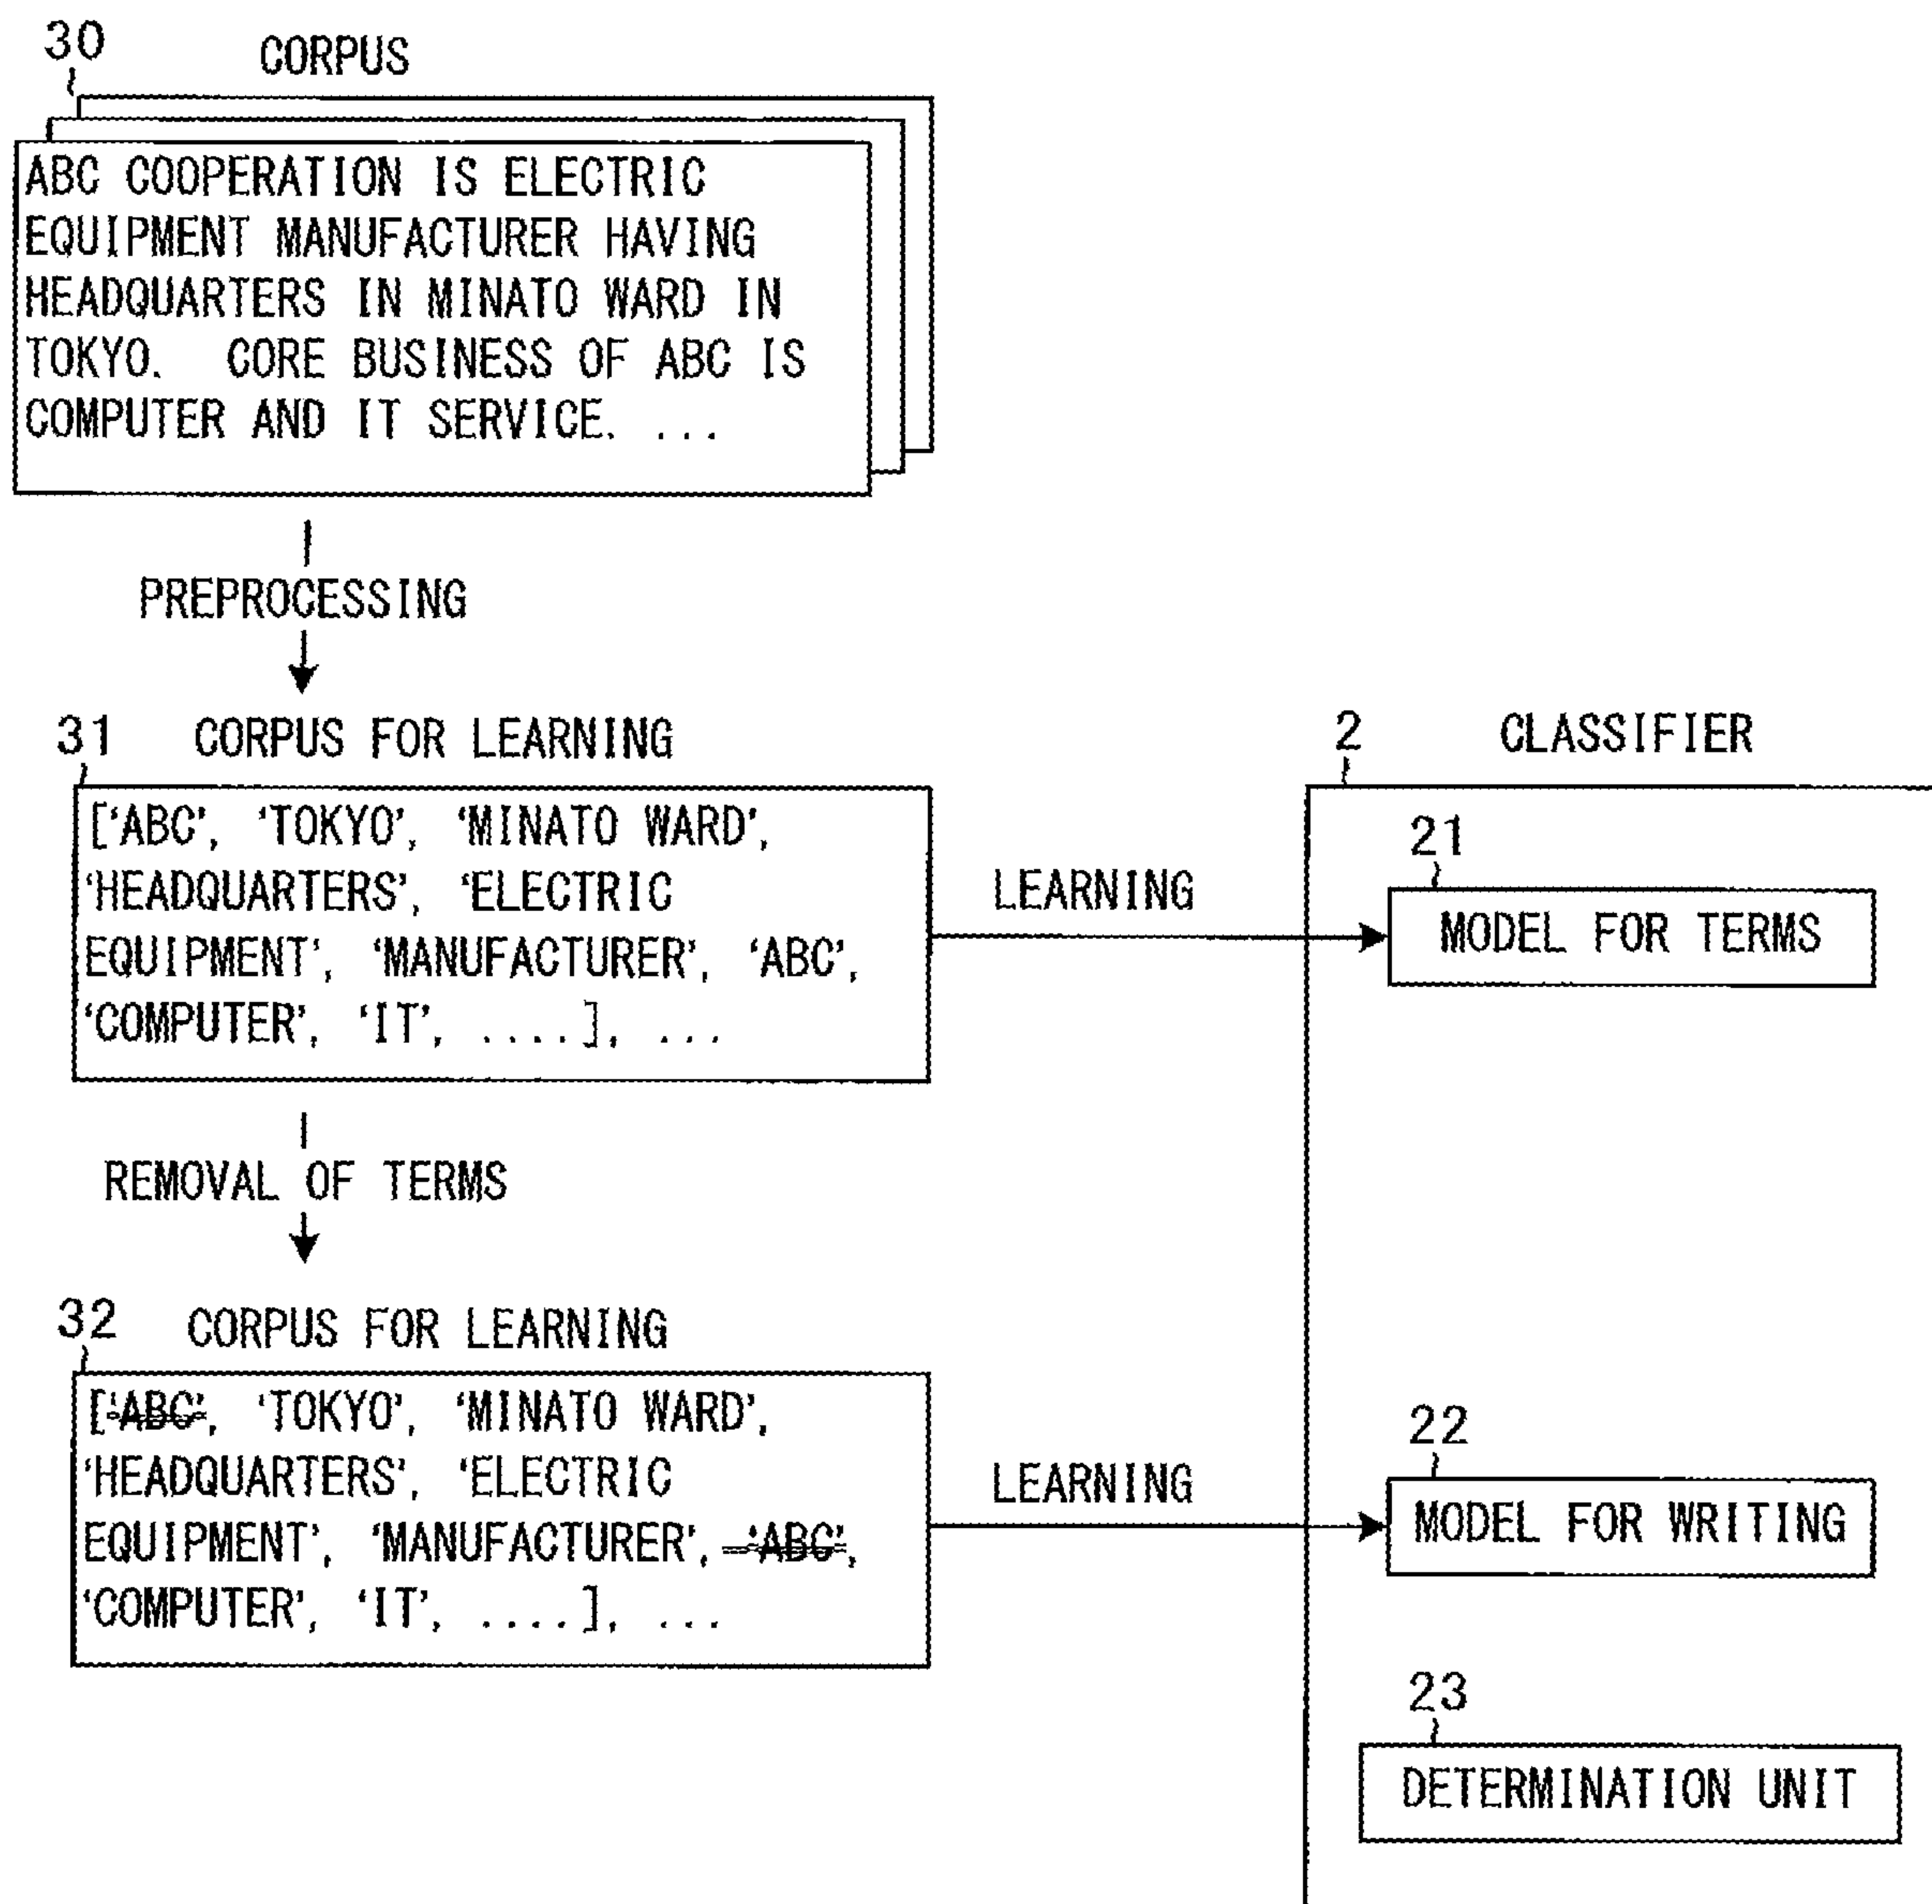 30 CORPUS
ABC COOPERATION IS ELECTRIC
EQUIPMENT MANUFACTURER HAVING
HEADQUARTERS IN MINATO WARD IN
TOKYO. CORE BUSINESS OF ABC IS
COMPUTER AND IT SERVICE. ...
PREPROCESSING
31 CORPUS FOR LEARNING
['ABC', 'TOKYO', 'MINATO WARD',
'HEADQUARTERS', 'ELECTRIC
EQUIPMENT', 'MANUFACTURER', 'ABC',
'COMPUTER', 'IT', ....], ...
LEARNING
2 CLASSIFIER
21
MODEL FOR TERMS
REMOVAL OF TERMS
32 CORPUS FOR LEARNING
['ABC', 'TOKYO', 'MINATO WARD',
'HEADQUARTERS', 'ELECTRIC
EQUIPMENT', 'MANUFACTURER', 'ABC',
'COMPUTER', 'IT', ....], ...
LEARNING
22
MODEL FOR WRITING
23
DETERMINATION UNIT